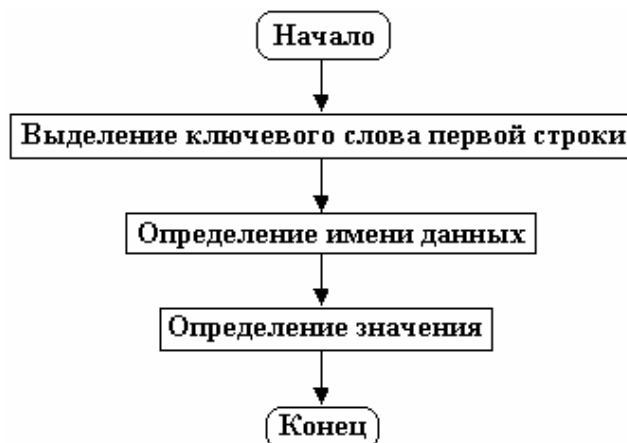 Начало
Выделение ключевого слова первой строки
Определение имени данных
Определение значения
Конец